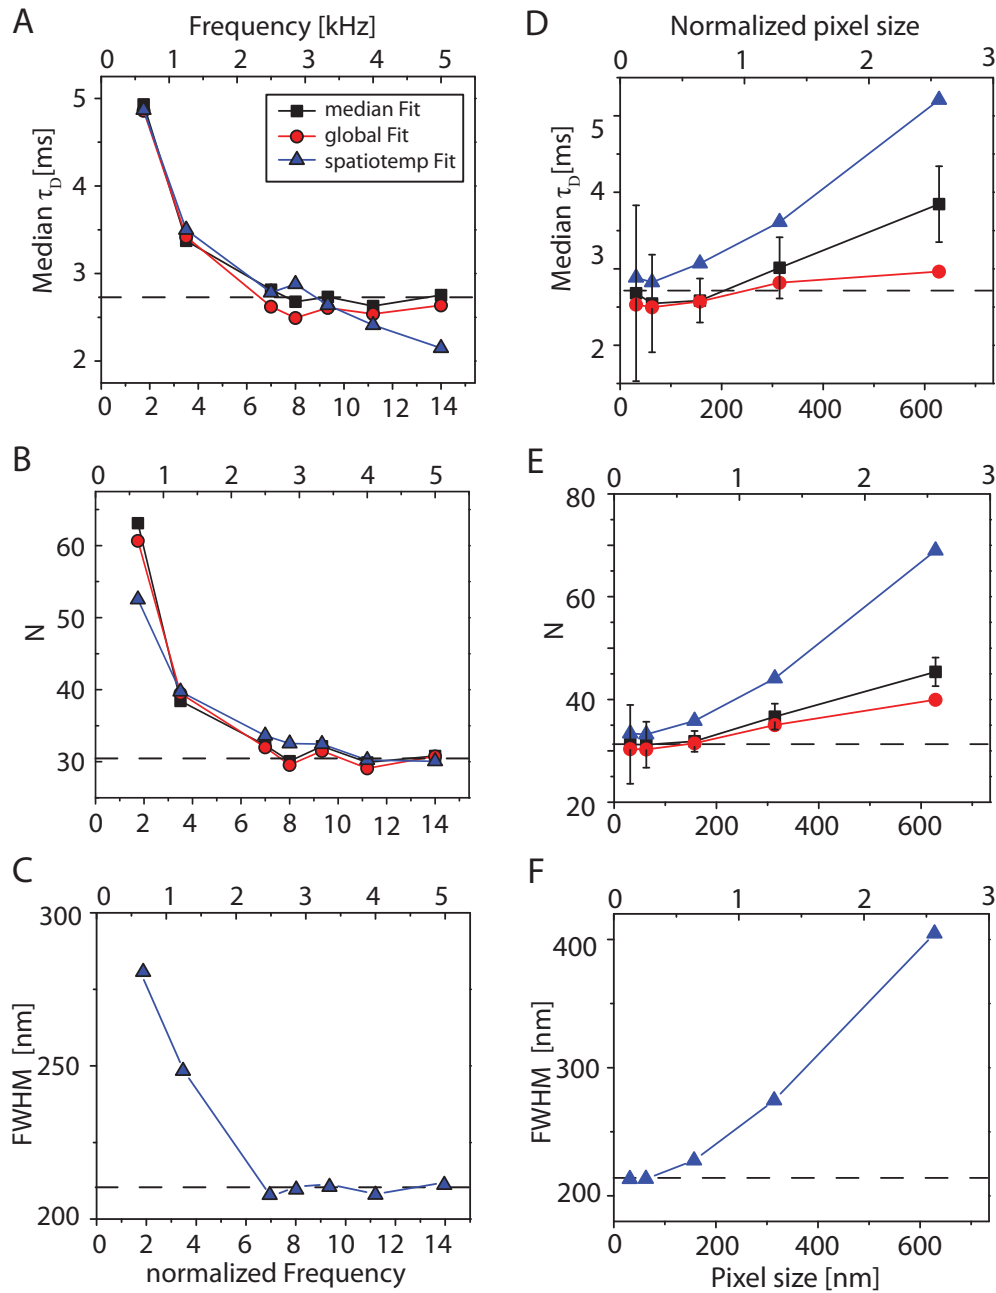 A
Frequency [kHz]
0 1 2 3 4 5
Median τD[ms]
5
4
3
2
median Fit
global Fit
spatiotemp Fit
0 2 4 6 8 10 12 14
B
0 1 2 3 4 5
N
60
50
40
30
0 2 4 6 8 10 12 14
C
0 1 2 3 4 5
FWHM [nm]
300
250
200
0 2 4 6 8 10 12 14
normalized Frequency
D
Normalized pixel size
0 1 2 3
Median τD[ms]
5
4
3
2
0 200 400 600
E
0 1 2 3
N
80
60
40
20
0 200 400 600
F
0 1 2 3
FWHM [nm]
400
300
200
0 200 400 600
Pixel size [nm]